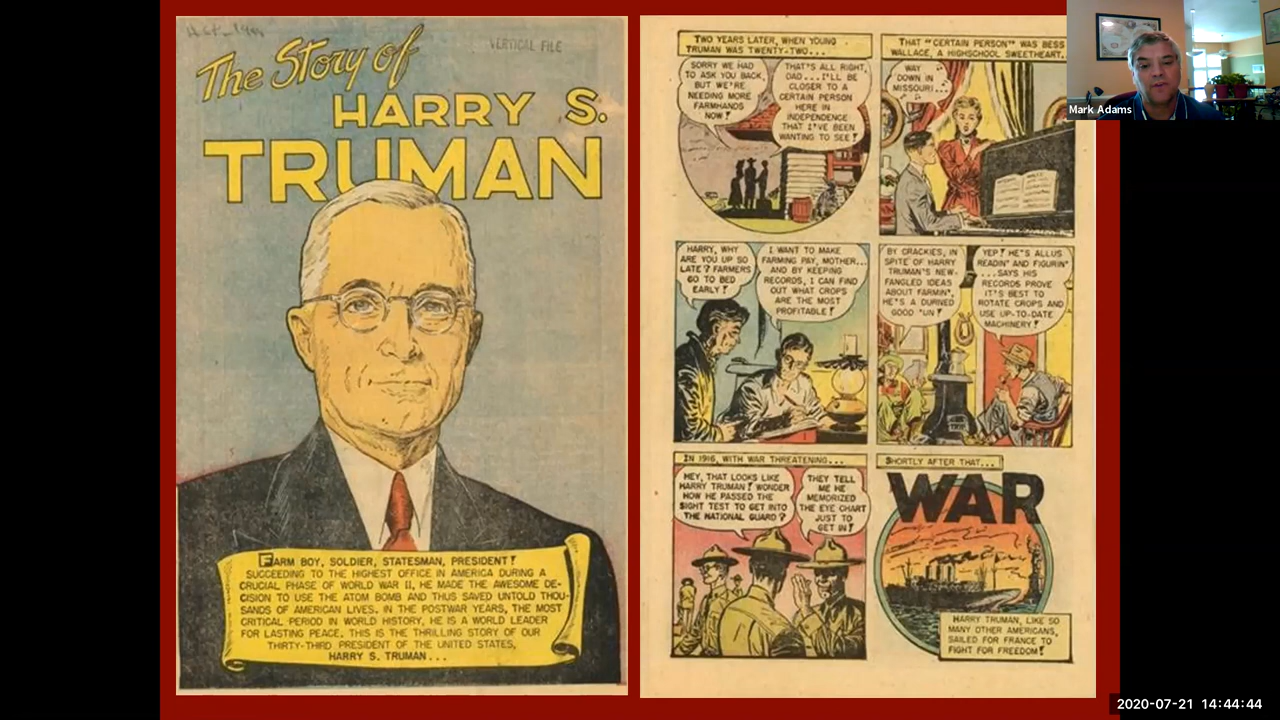 VERTICAL FILE
The Story of
HARRY S.
TRUMAN
FARM BOY, SOLDIER, STATESMAN, PRESIDENT!
SUCCEEDING TO THE HIGHEST OFFICE IN AMERICA DURING A
CRUCIAL PHASE OF WORLD WAR II, HE MADE THE AWESOME DE-
CISION TO USE THE ATOM BOMB AND THUS SAVED UNTOLD THOU-
SANDS OF AMERICAN LIVES. IN THE POSTWAR YEARS, THE MOST
CRITICAL PERIOD IN WORLD HISTORY, HE IS A WORLD LEADER
FOR LASTING PEACE. THIS IS THE THRILLING STORY OF OUR
THIRTY-THIRD PRESIDENT OF THE UNITED STATES,
HARRY S. TRUMAN...
TWO YEARS LATER, WHEN YOUNG
TRUMAN WAS TWENTY-TWO...
SORRY WE HAD
TO ASK YOU BACK,
BUT WE'RE
NEEDING MORE
FARMHANDS
NOW!
THAT'S ALL RIGHT,
DAD...I'LL BE
CLOSER TO A
CERTAIN PERSON
HERE IN
INDEPENDENCE
THAT I'VE BEEN
WANTING TO SEE!
THAT "CERTAIN PERSON" WAS BESS
WALLACE, A HIGHSCHOOL SWEETHEART...
WAY
DOWN IN
MISSOURI...
HARRY, WHY
ARE YOU UP SO
LATE? FARMERS
GO TO BED
EARLY!
I WANT TO MAKE
FARMING PAY, MOTHER...
AND BY KEEPING
RECORDS, I CAN FIND
OUT WHAT CROPS
ARE THE MOST
PROFITABLE!
BY CRACKIES, IN
SPITE OF HARRY
TRUMAN'S NEW-
FANGLED IDEAS
ABOUT FARMIN',
HE'S A DURNED
GOOD 'UN!
YEP! HE'S ALLUS
READIN' AND FIGURIN'
...SAYS HIS
RECORDS PROVE
IT'S BEST TO
ROTATE CROPS AND
USE UP-TO-DATE
MACHINERY!
IN 1916, WITH WAR THREATENING...
HEY, THAT LOOKS LIKE
HARRY TRUMAN! WONDER
HOW HE PASSED THE
SIGHT TEST TO GET INTO
THE NATIONAL GUARD?
THEY TELL
ME HE
MEMORIZED
THE EYE CHART
JUST TO
GET IN!
SHORTLY AFTER THAT...
WAR
HARRY TRUMAN, LIKE SO
MANY OTHER AMERICANS,
SAILED FOR FRANCE TO
FIGHT FOR FREEDOM!
Mark Adams
2020-07-21 14:44:44